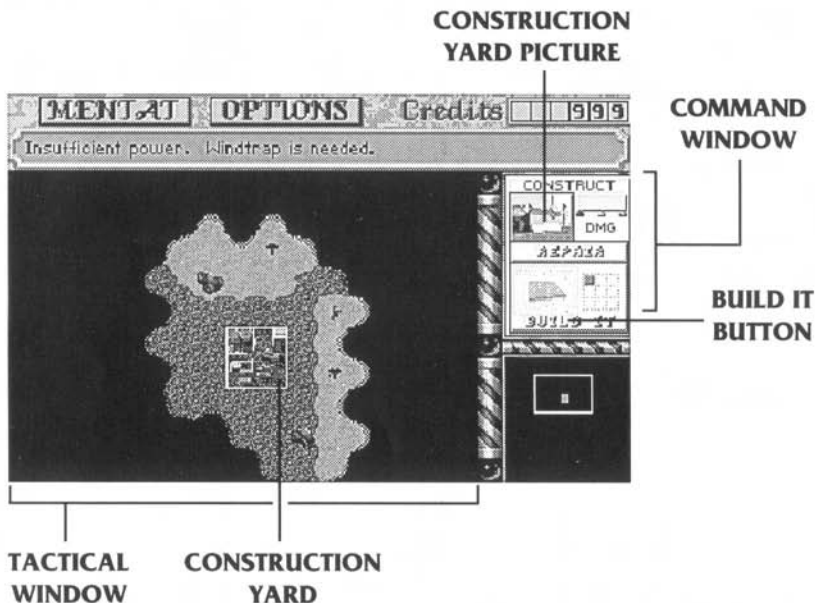 CONSTRUCTION
YARD PICTURE
MENTAT OPTIONS Credits 999
COMMAND
WINDOW
Insufficient power. Windtrap is needed.
CONSTRUCT
DMG
REPAIR
BUILD IT
BUILD IT
BUTTON
TACTICAL
WINDOW
CONSTRUCTION
YARD